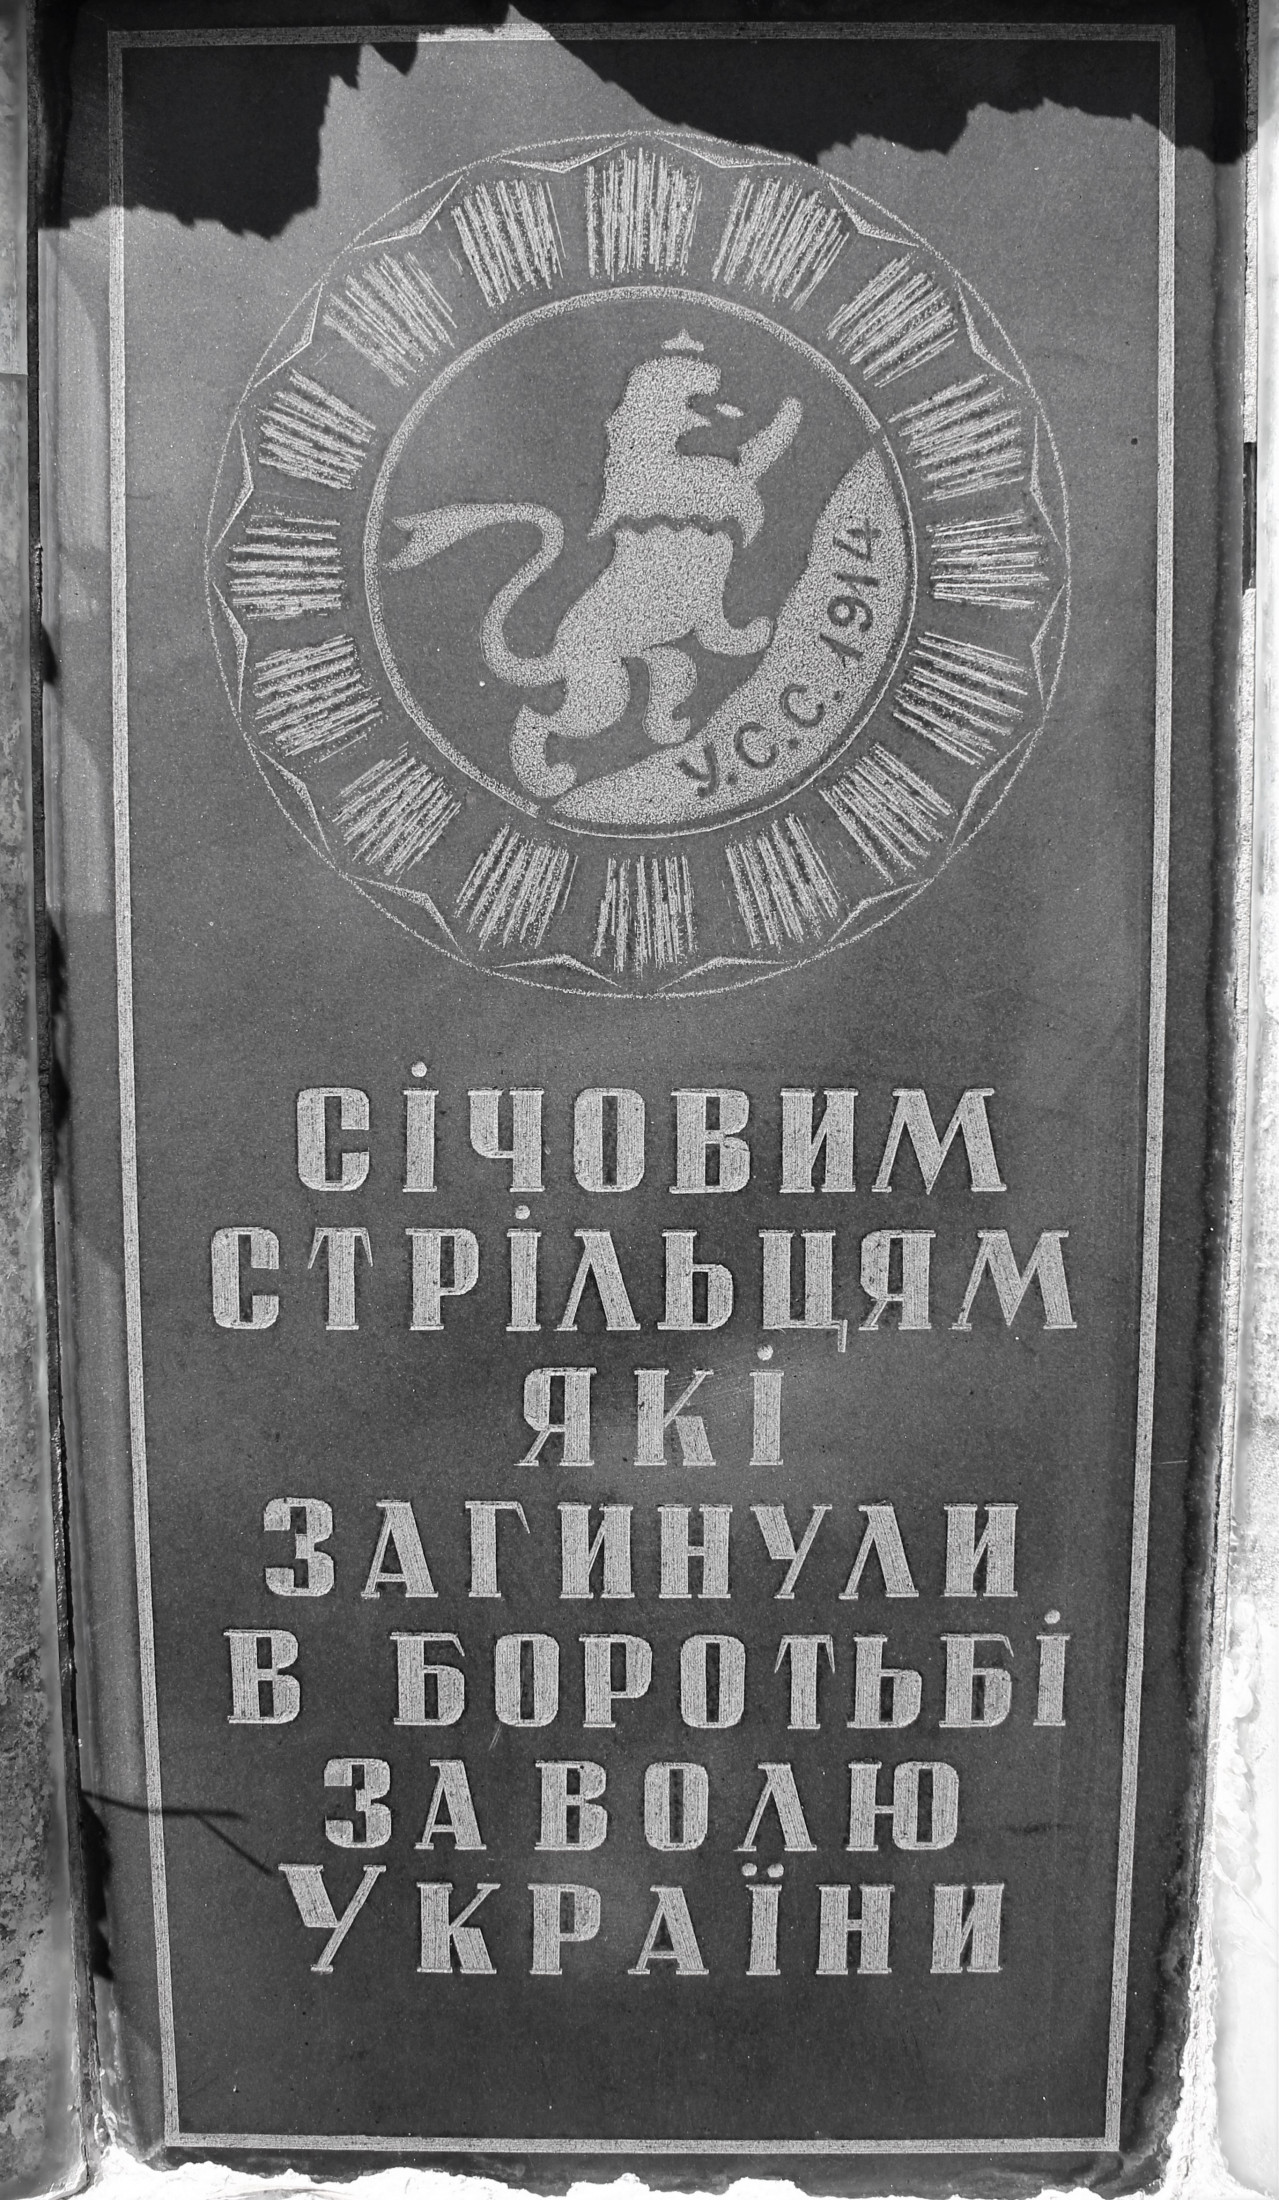 У.С.С. 1914
СІЧОВИМ
СТРІЛЬЦЯМ
ЯКІ
ЗАГИНУЛИ
В БОРОТЬБІ
ЗА ВОЛЮ
УКРАЇНИ